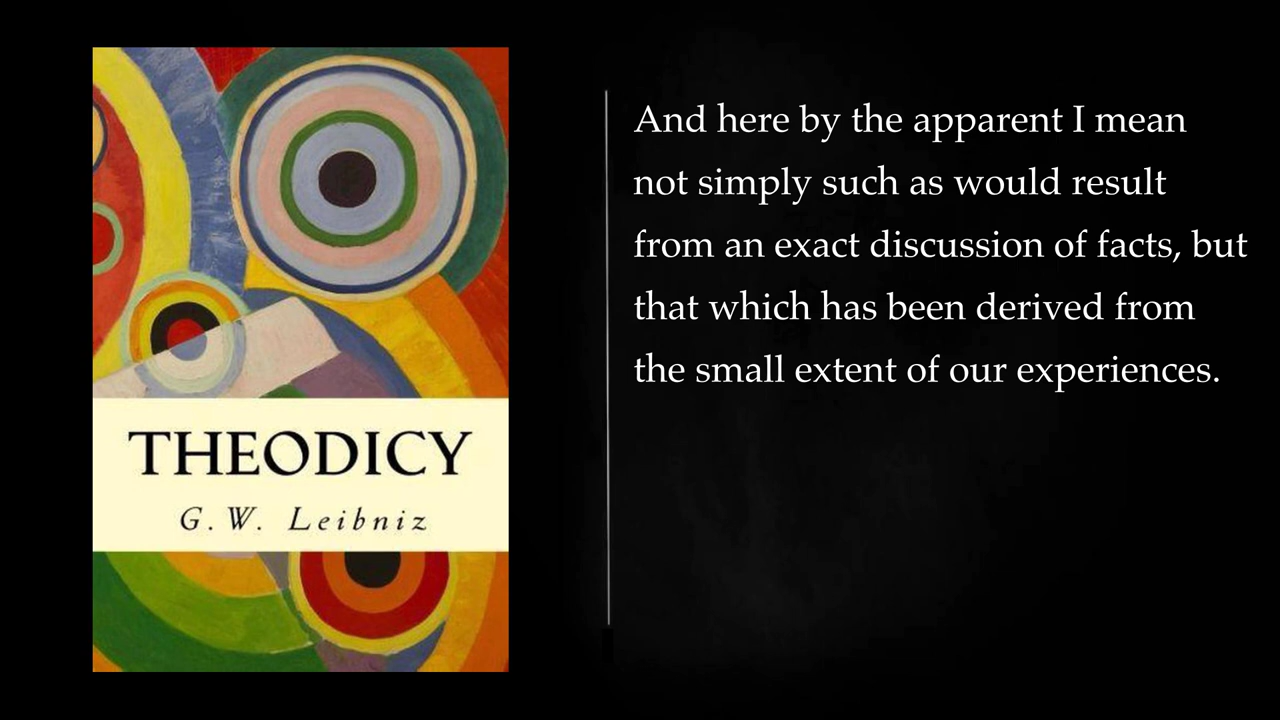 THEODICY
G. W. Leibniz
And here by the apparent I mean
not simply such as would result
from an exact discussion of facts, but
that which has been derived from
the small extent of our experiences.